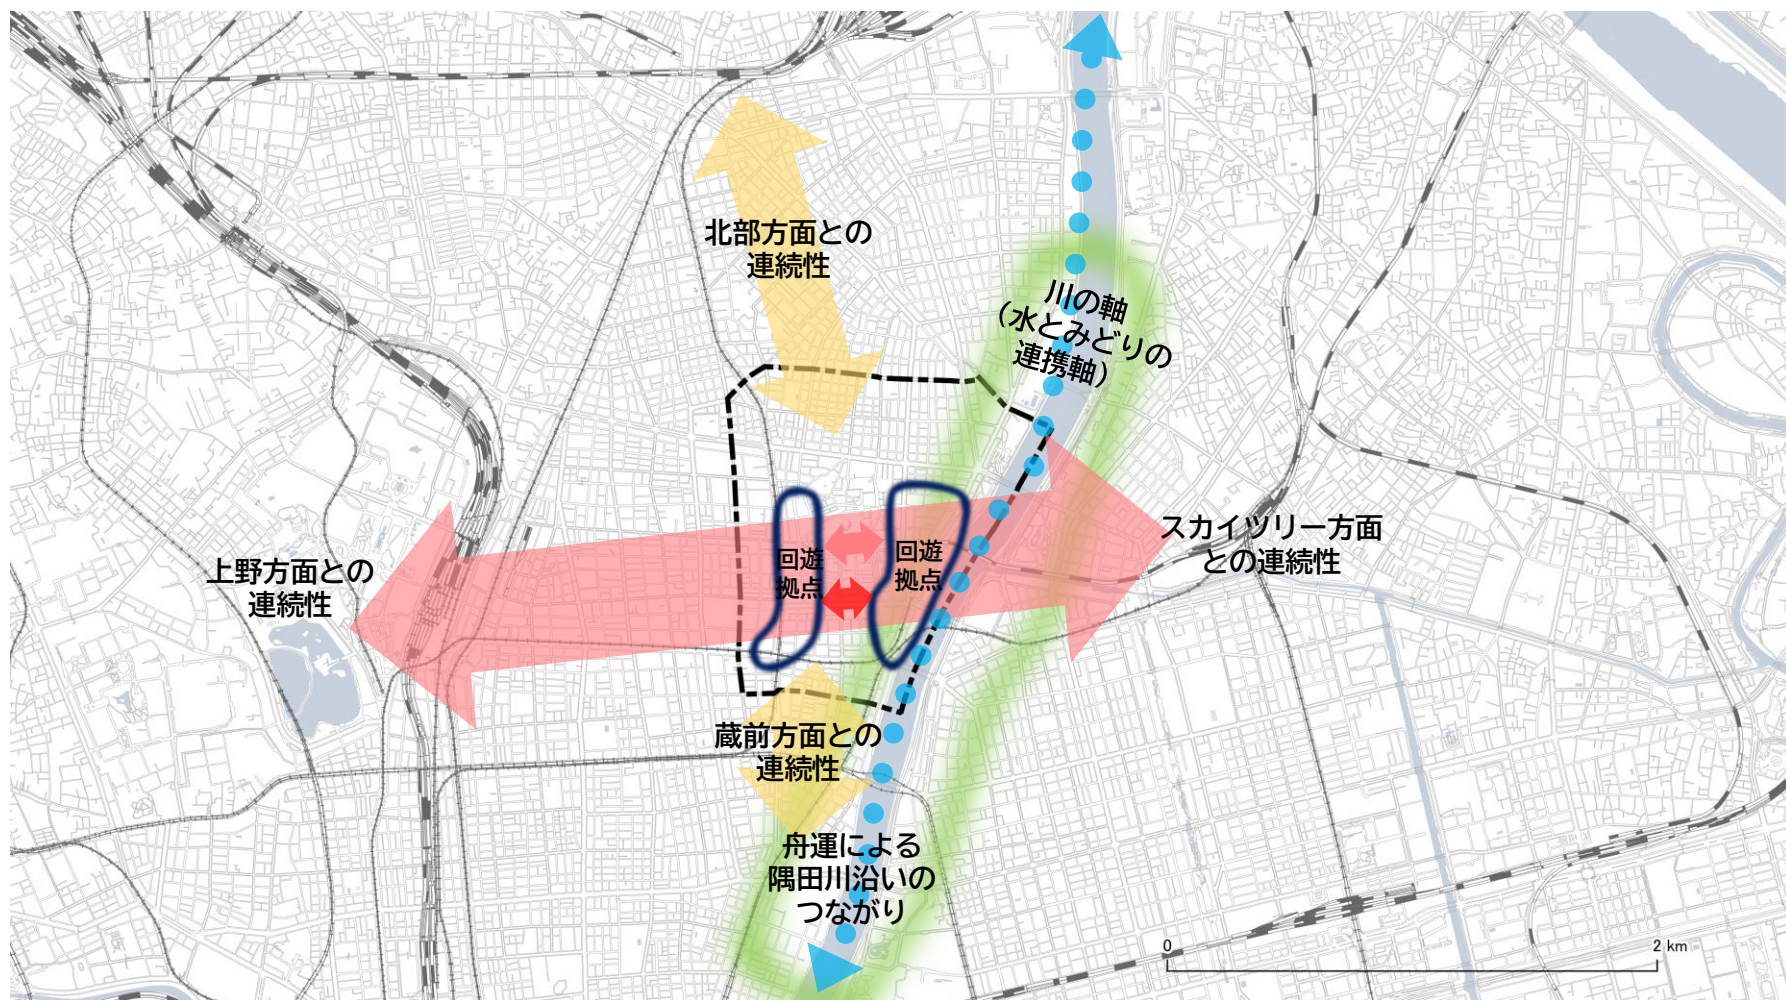 北部方面との
連続性
川の軸
（水とみどりの
連携軸）
スカイツリー方面
との連続性
回遊
拠点
回遊
拠点
上野方面との
連続性
蔵前方面との
連続性
舟運による
隅田川沿いの
つながり
0
2 km